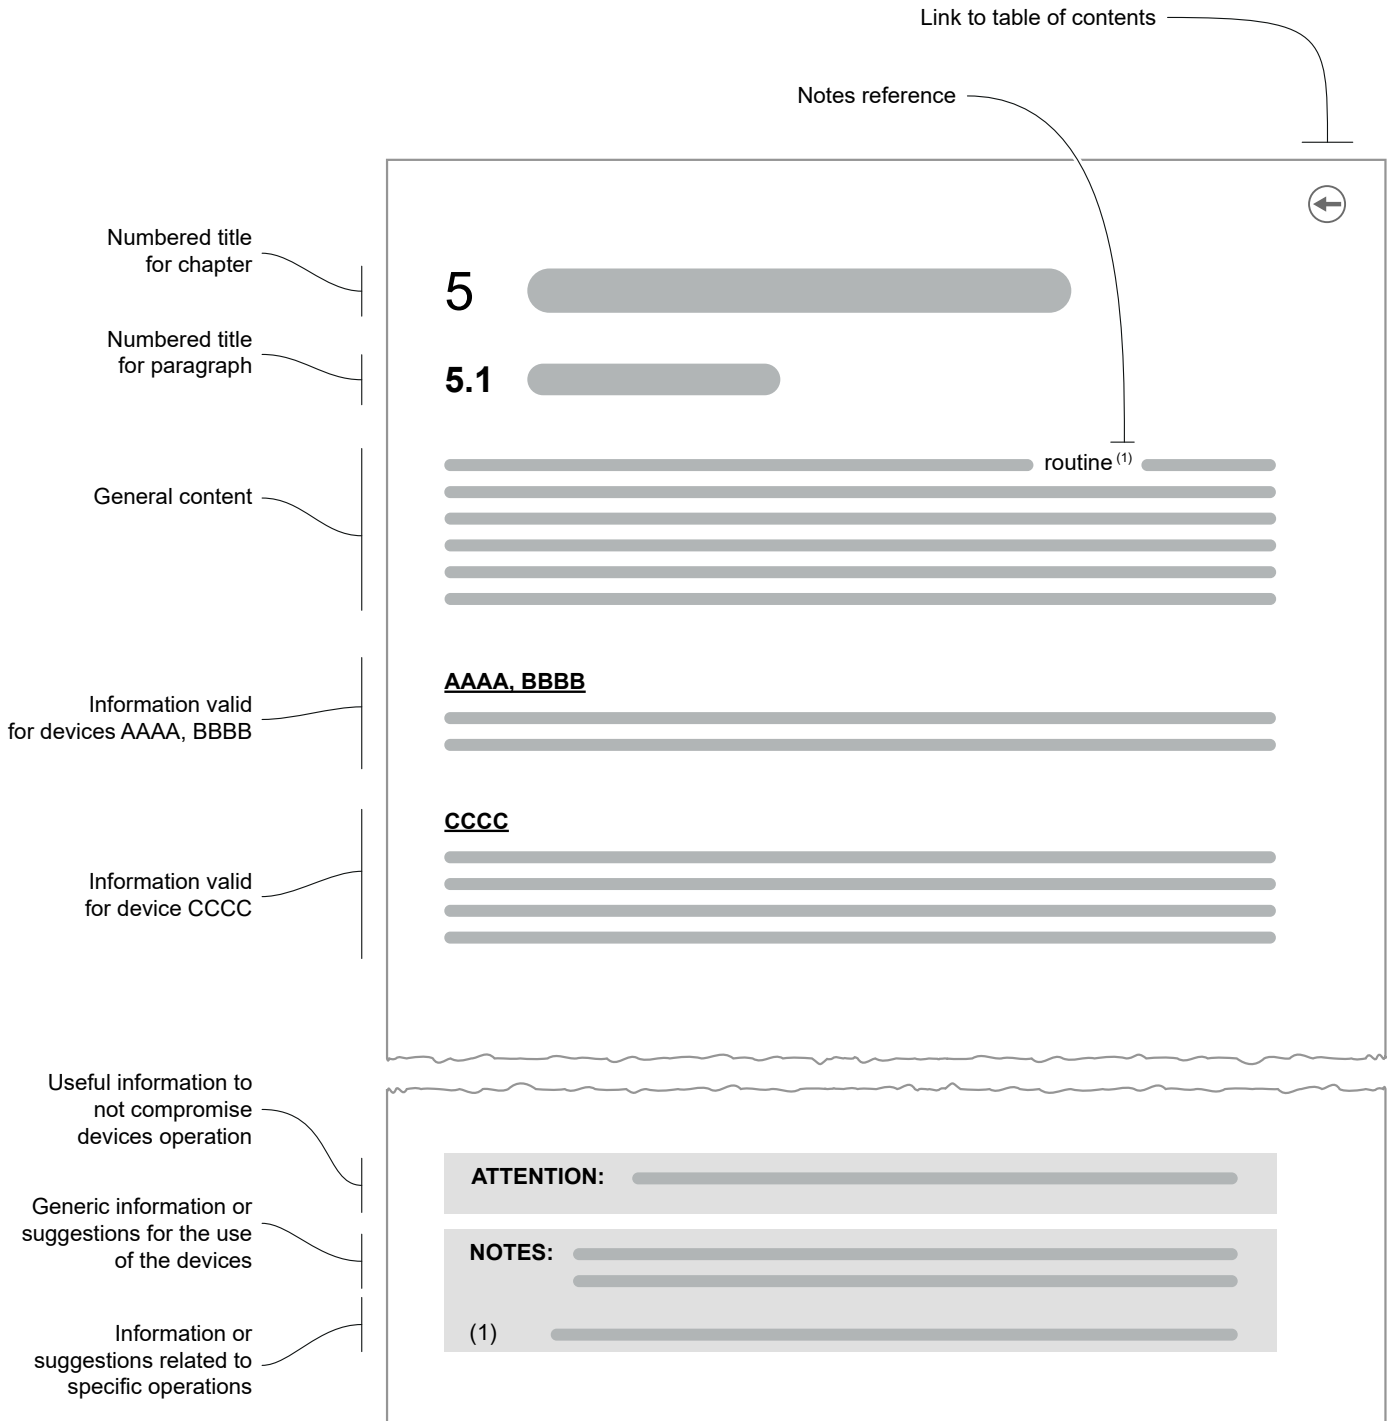 Link to table of contents
Notes reference
Numbered title
for chapter
5
Numbered title
for paragraph
5.1
routine (1)
General content
AAAA, BBBB
Information valid
for devices AAAA, BBBB
CCCC
Information valid
for device CCCC
Useful information to
not compromise
devices operation
ATTENTION:
Generic information or
suggestions for the use
of the devices
NOTES:
(1)
Information or
suggestions related to
specific operations